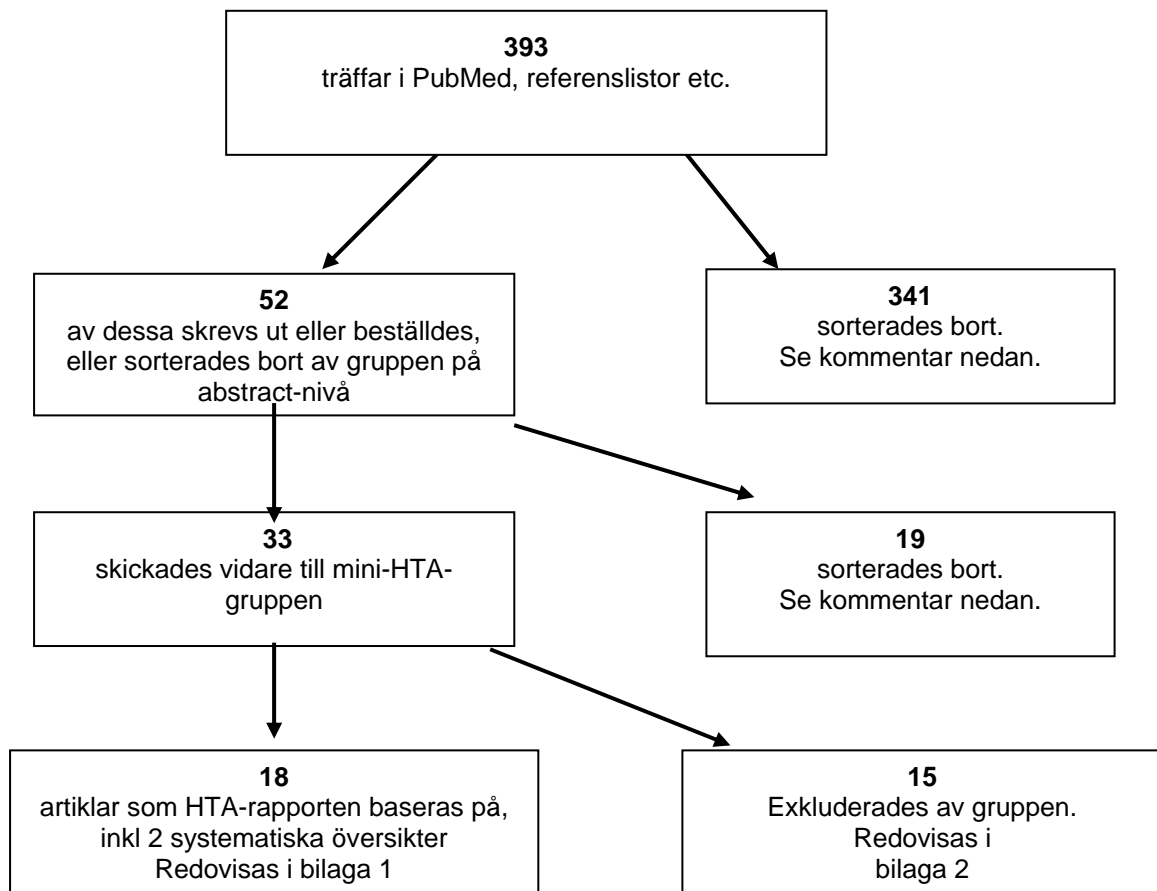 393
träffar i PubMed, referenslistor etc.
52
av dessa skrevs ut eller beställdes,
eller sorterades bort av gruppen på
abstract-nivå
341
sorterades bort.
Se kommentar nedan.
33
skickades vidare till mini-HTA-
gruppen
19
sorterades bort.
Se kommentar nedan.
18
artiklar som HTA-rapporten baseras på,
inkl 2 systematiska översikter
Redovisas i bilaga 1
15
Exkluderades av gruppen.
Redovisas i
bilaga 2